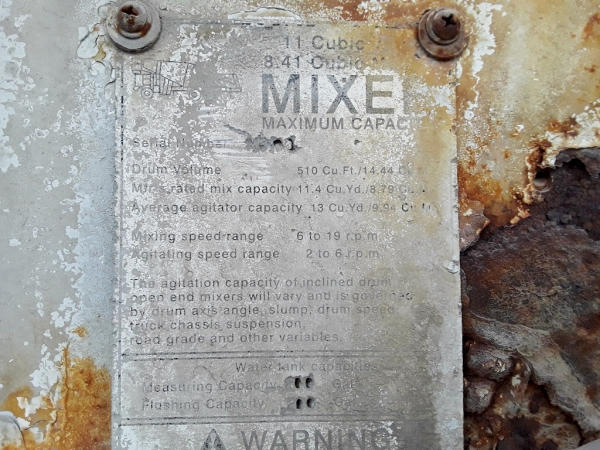 11 Cubic
8.41 Cubic M
MIXE
MAXIMUM CAPAC
Serial Number
Drum Volume 510 Cu.Ft./14.44 Cu
Mfr's rated mix capacity 11.4 Cu.Yd./8.79 Cu.
Average agitator capacity 13 Cu.Yd./9.94 Cu.M
Mixing speed range 6 to 19 r.p.m.
Agitating speed range 2 to 6 r.p.m.
The agitation capacity of inclined drum
open end mixers will vary and is governed
by drum axis angle, slump, drum speed
truck chassis suspension,
road grade and other variables.
Water tank capacities
Measuring Capacity Gal
Flushing Capacity
WARNING